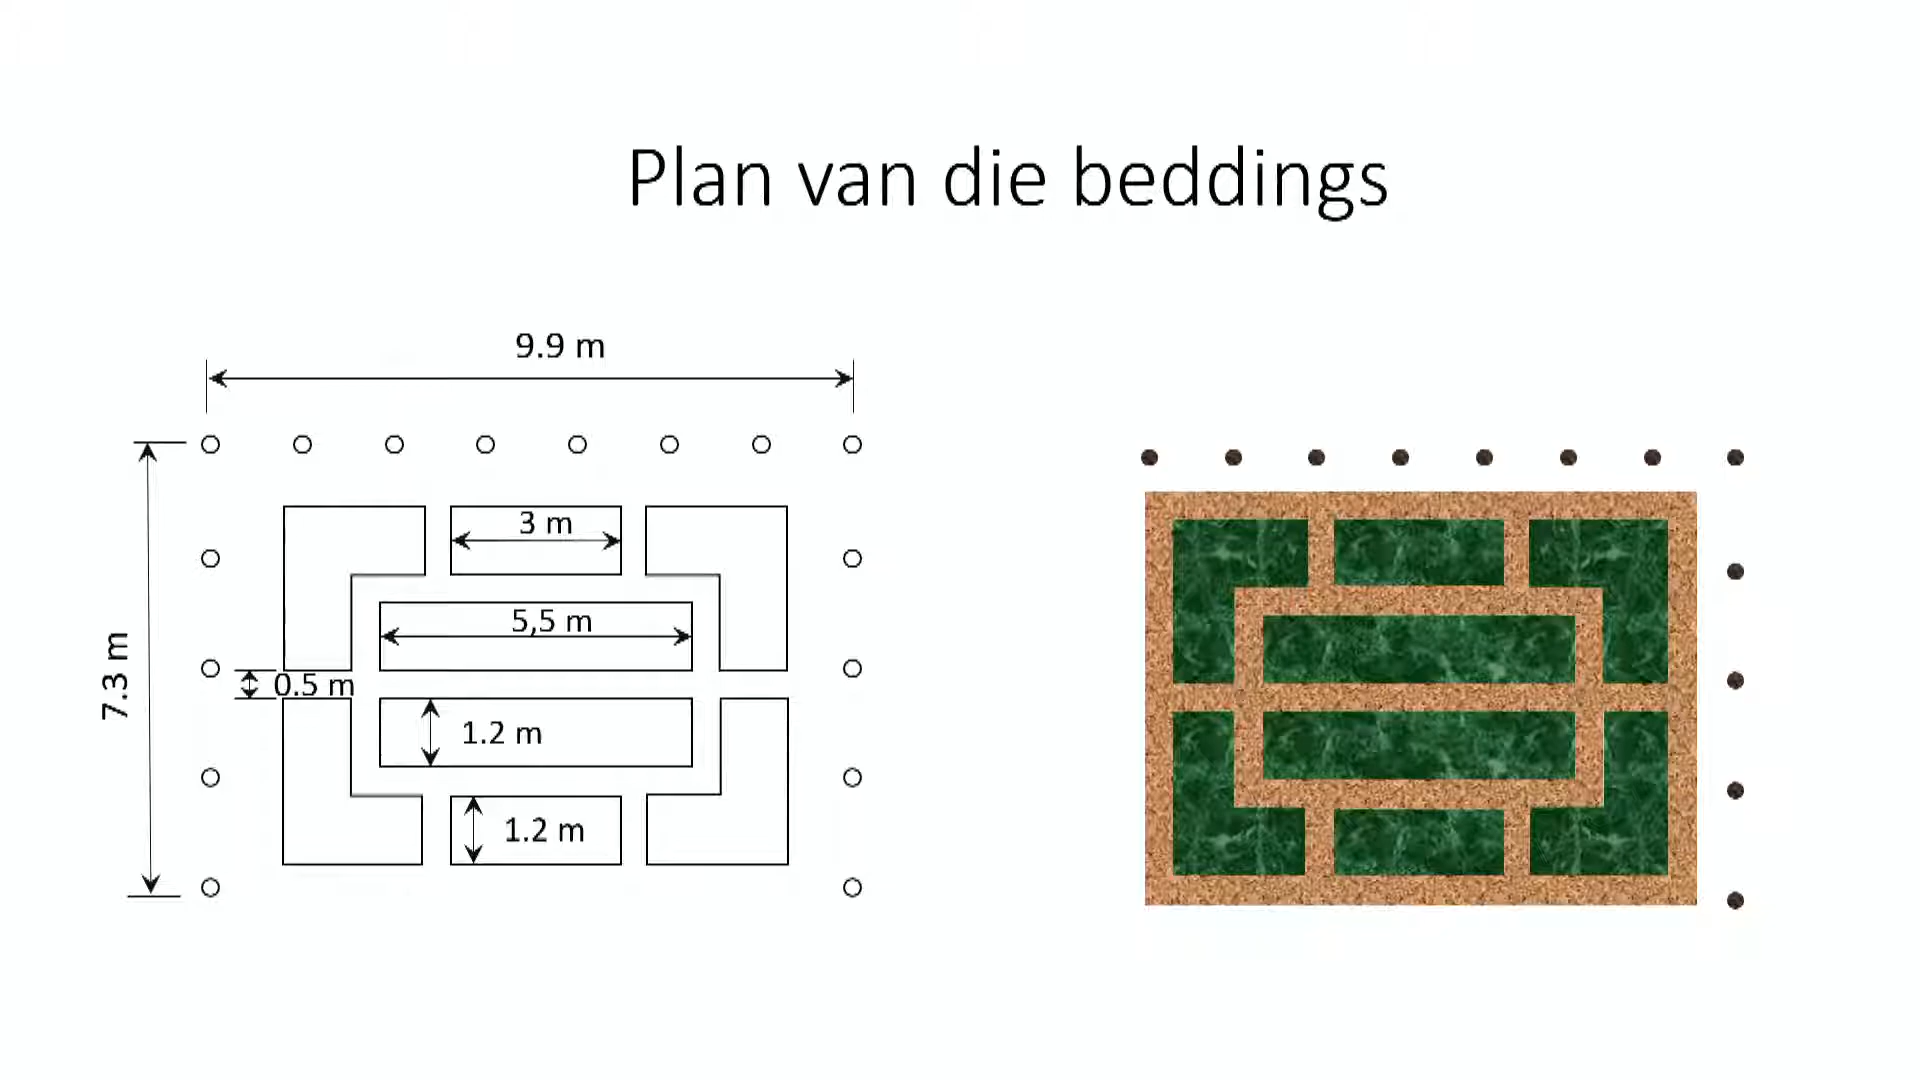 Plan van die beddings
9.9 m
3 m
5,5 m
7.3 m
0.5 m
1.2 m
1.2 m